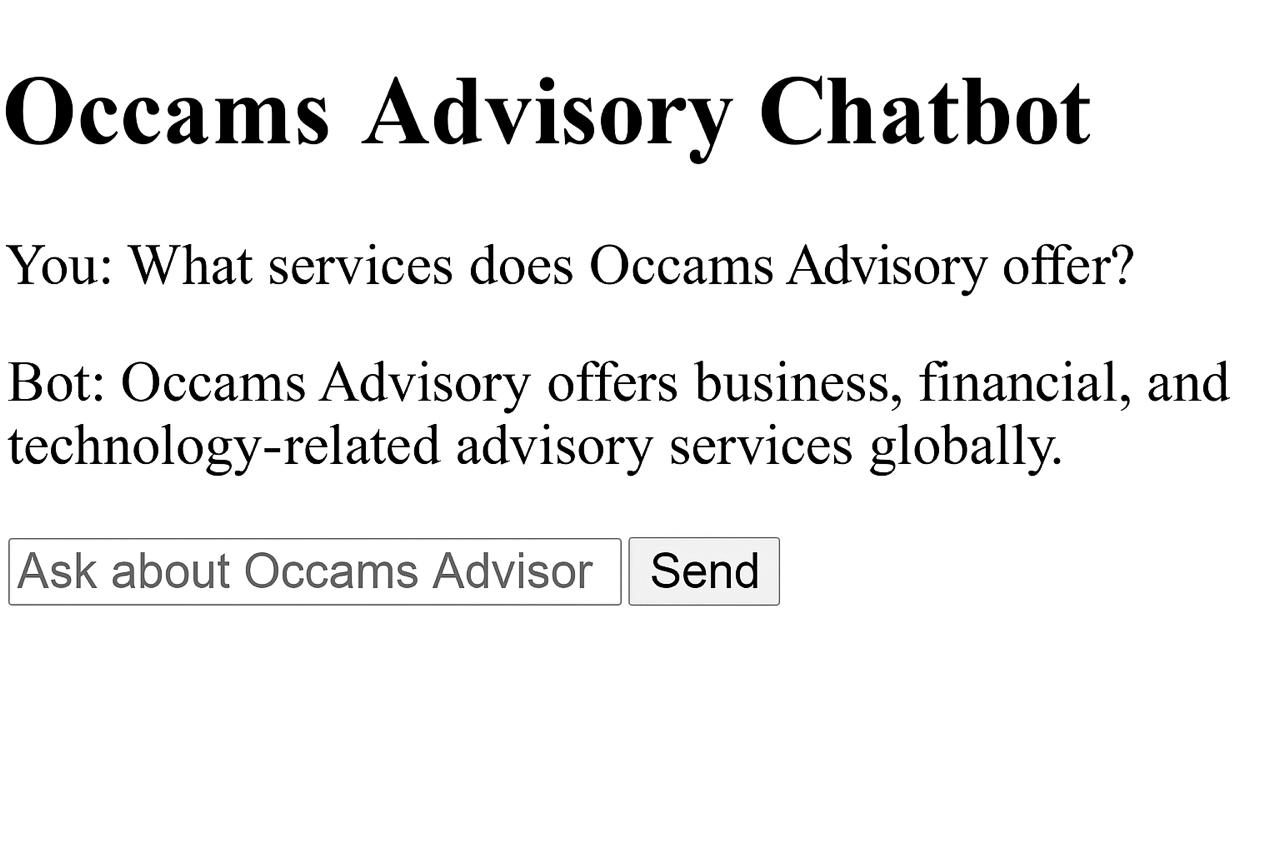 Occams Advisory Chatbot
You: What services does Occams Advisory offer?
Bot: Occams Advisory offers business, financial, and
technology-related advisory services globally.
Ask about Occams Advisor
Send